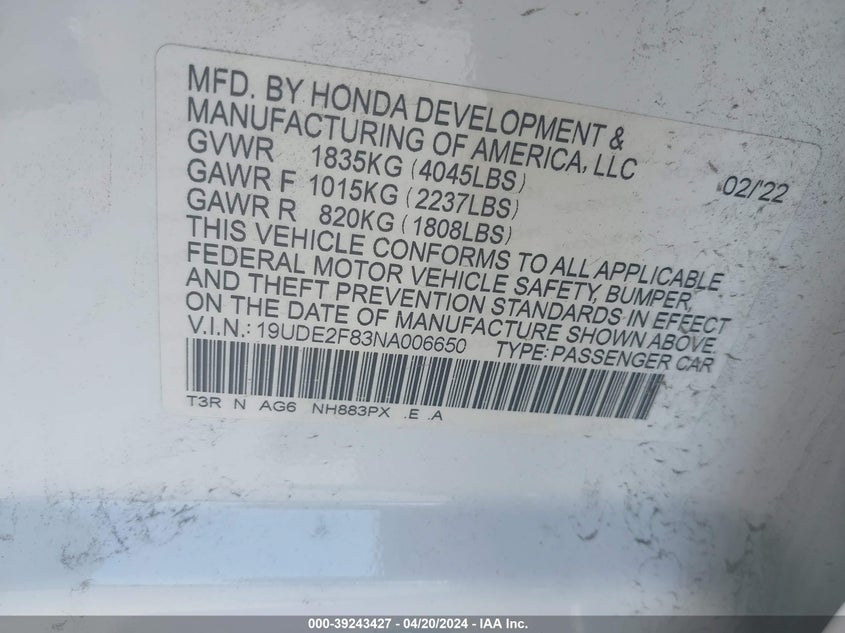 MFD. BY HONDA DEVELOPMENT &
MANUFACTURING OF AMERICA, LLC
GVWR 1835KG (4045LBS) 02/'22
GAWR F 1015KG (2237LBS)
GAWR R 820KG (1808LBS)
THIS VEHICLE CONFORMS TO ALL APPLICABLE
FEDERAL MOTOR VEHICLE SAFETY, BUMPER,
AND THEFT PREVENTION STANDARDS IN EFFECT
ON THE DATE OF MANUFACTURE SHOWN ABOVE.
V.I.N.: 19UDE2F83NA006650 TYPE: PASSENGER CAR
T3R N AG6 NH883PX .E .A
000-39243427 - 04/20/2024 - IAA Inc.